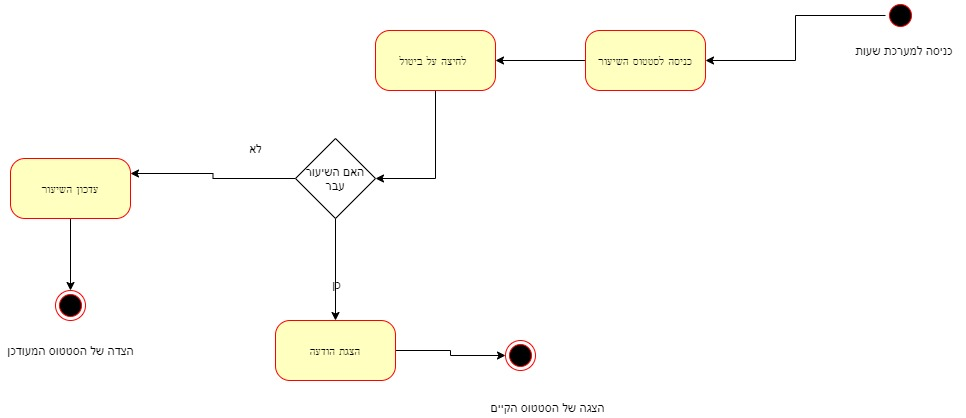 כניסה למערכת שעות
כניסה לסטטוס השיעור
לחיצה על ביטול
האם השיעור
עבר
לא
עדכון השיעור
הצדה של הסטטוס המעודכן
כן
הצגת הודעה
הצגה של הסטטוס הקיים